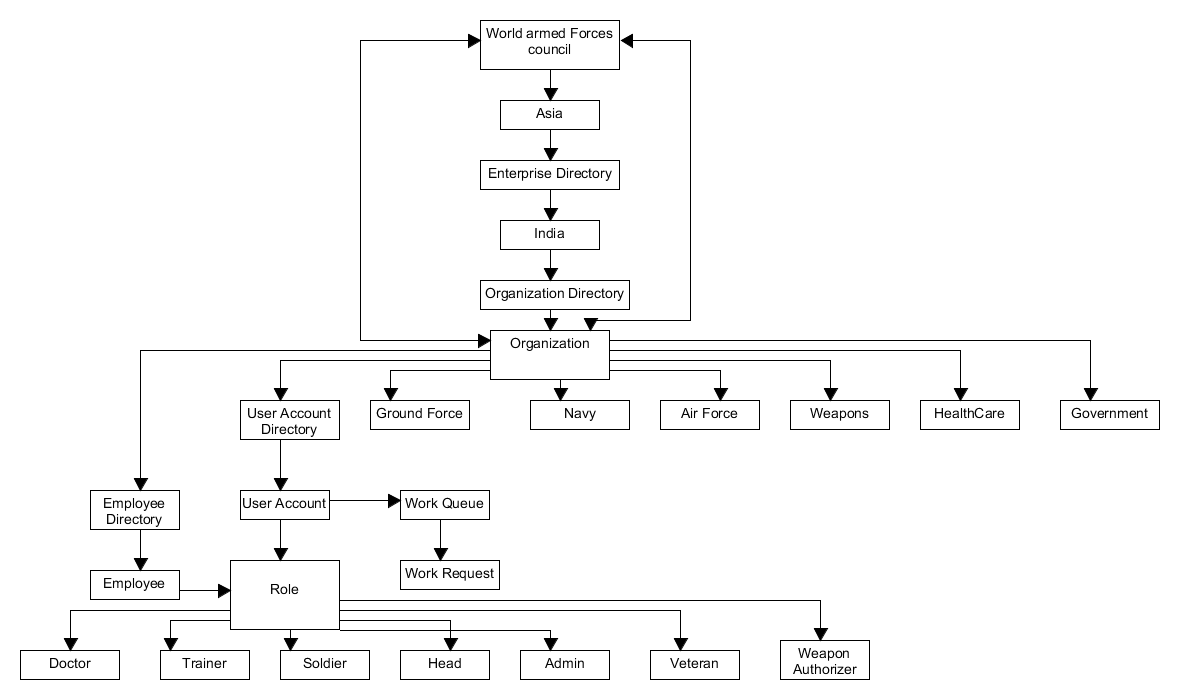 World armed Forces
council
Asia
Enterprise Directory
India
Organization Directory
Organization
User Account
Directory
Ground Force
Navy
Air Force
Weapons
HealthCare
Government
Employee
Directory
User Account
Work Queue
Employee
Role
Work Request
Doctor
Trainer
Soldier
Head
Admin
Veteran
Weapon
Authorizer